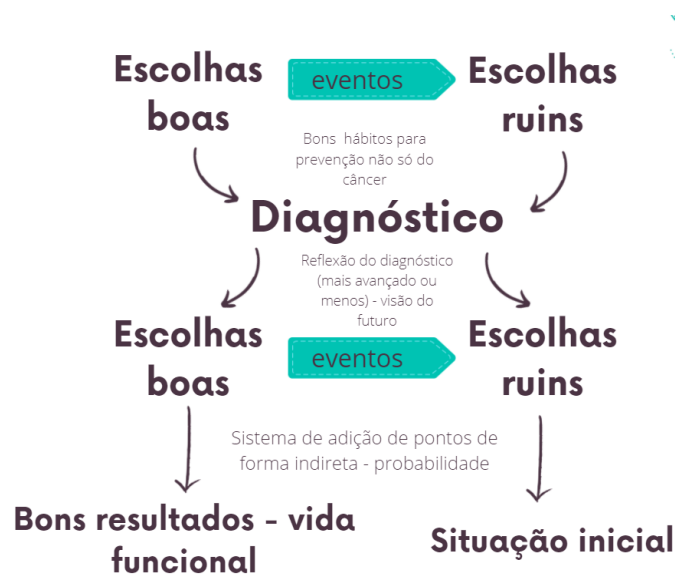 Escolhas
boas
eventos
Escolhas
ruins
Bons hábitos para
prevenção não só do
câncer
Diagnóstico
Reflexão do diagnóstico
(mais avançado ou
menos) - visão do
futuro
Escolhas
boas
eventos
Escolhas
ruins
Sistema de adição de pontos de
forma indireta - probabilidade
Bons resultados - vida
funcional
Situação inicial